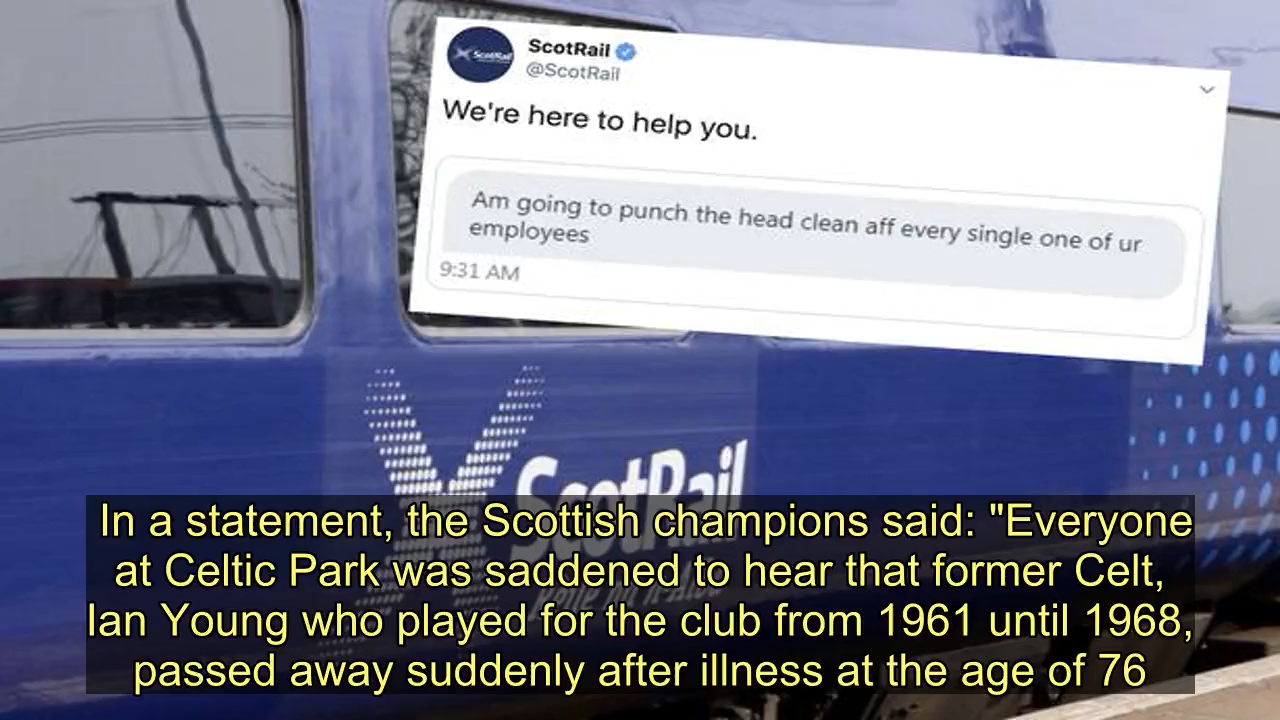 ScotRail
ScotRail
@ScotRail
We're here to help you.
Am going to punch the head clean aff every single one of ur
employees
9:31 AM
ScotRail
In a statement, the Scottish champions said: "Everyone
at Celtic Park was saddened to hear that former Celt,
Ian Young who played for the club from 1961 until 1968,
passed away suddenly after illness at the age of 76